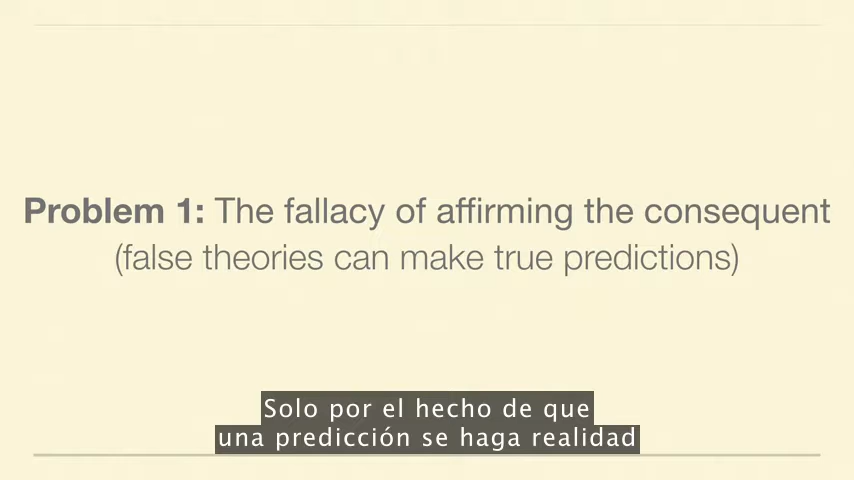 Problem 1: The fallacy of affirming the consequent
(false theories can make true predictions)
Solo por el hecho de que
una predicción se haga realidad